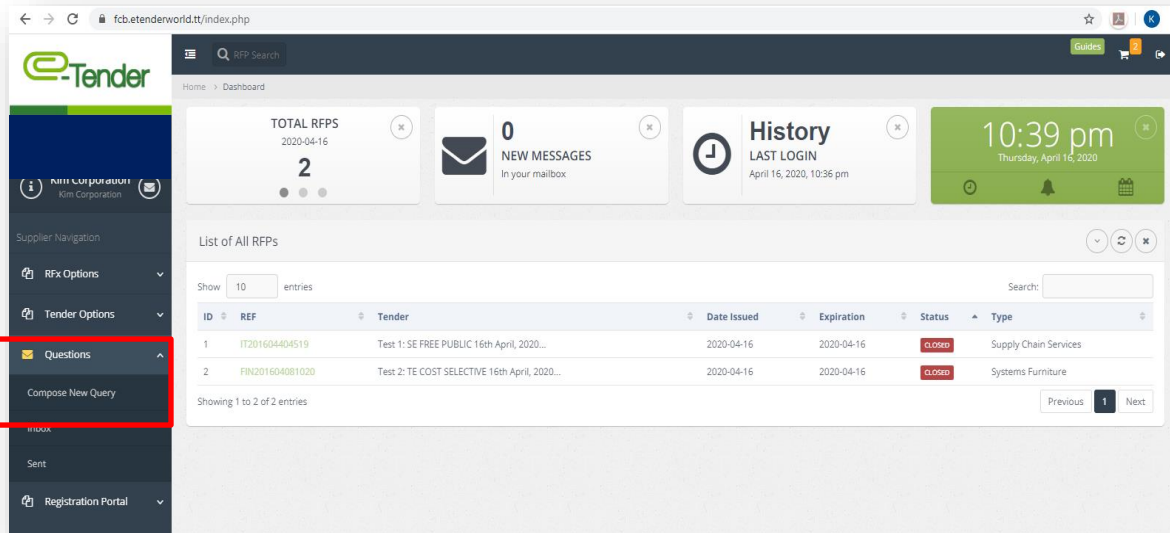 fcb.etenderworld.tt/index.php
K
e-Tender
RFP Search
Guides
2
Home > Dashboard
TOTAL RFPS
2020-04-16
2
0
NEW MESSAGES
In your mailbox
History
LAST LOGIN
April 16, 2020, 10:36 pm
10:39 pm
Thursday, April 16, 2020
Kim Corporation
Kim Corporation
Supplier Navigation
RFx Options
Tender Options
Questions
Compose New Query
Inbox
Sent
Registration Portal
List of All RFPs
Show 10 entries
Search:
ID REF Tender Date Issued Expiration Status Type
1 IT201604404519 Test 1: SE FREE PUBLIC 16th April, 2020... 2020-04-16 2020-04-16 CLOSED Supply Chain Services
2 FIN201604081020 Test 2: TE COST SELECTIVE 16th April, 2020... 2020-04-16 2020-04-16 CLOSED Systems Furniture
Showing 1 to 2 of 2 entries
Previous 1 Next